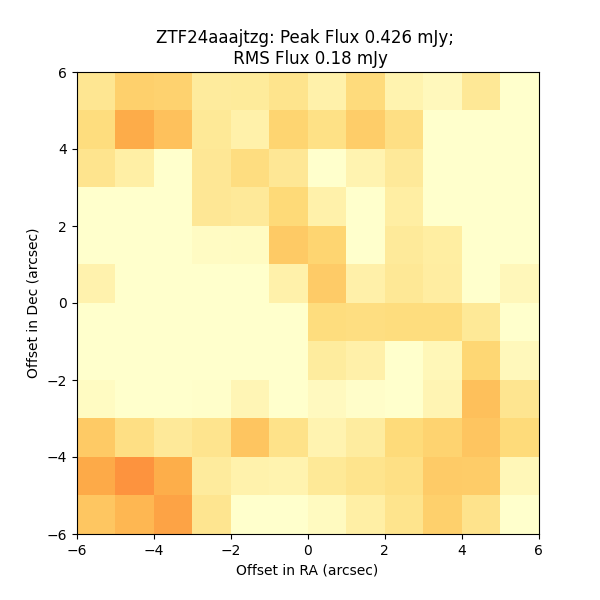 ZTF24aaajtzg: Peak Flux 0.426 mJy;
RMS Flux 0.18 mJy
6
4
2
0
−2
−4
−6
Offset in Dec (arcsec)
−6 −4 −2 0 2 4 6
Offset in RA (arcsec)